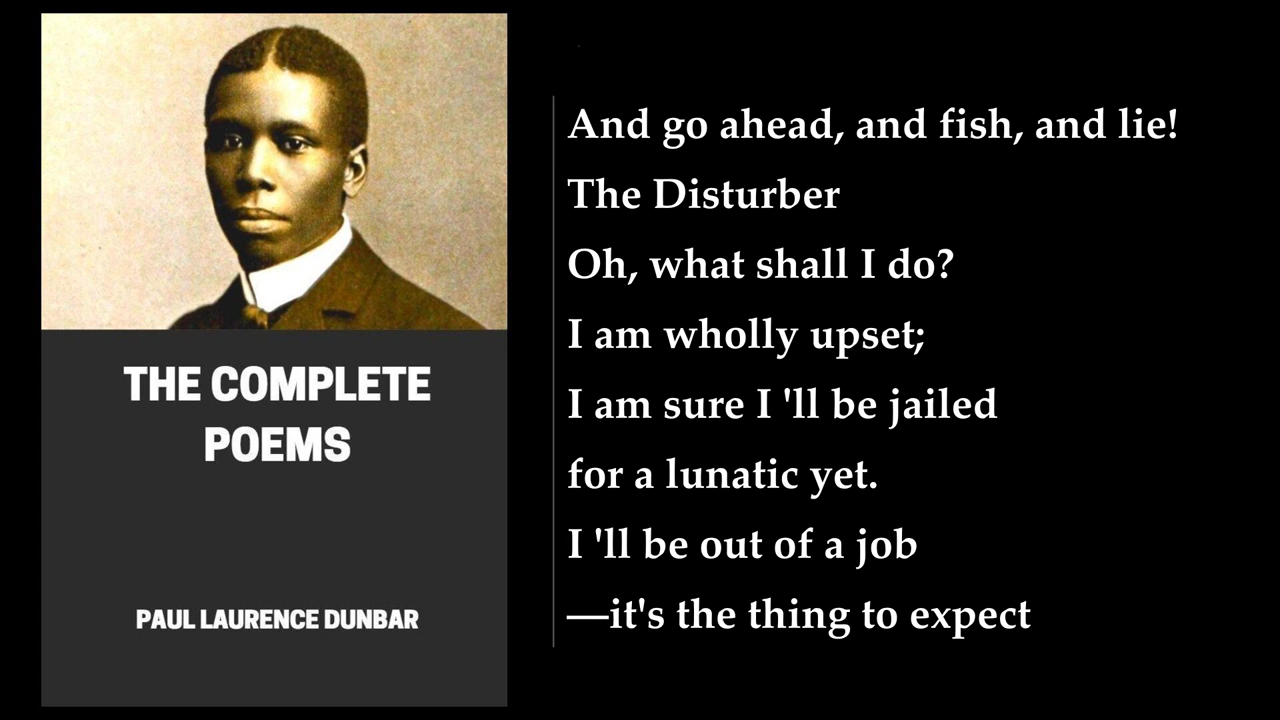 THE COMPLETE
POEMS
PAUL LAURENCE DUNBAR
And go ahead, and fish, and lie!
The Disturber
Oh, what shall I do?
I am wholly upset;
I am sure I 'll be jailed
for a lunatic yet.
I 'll be out of a job
—it's the thing to expect